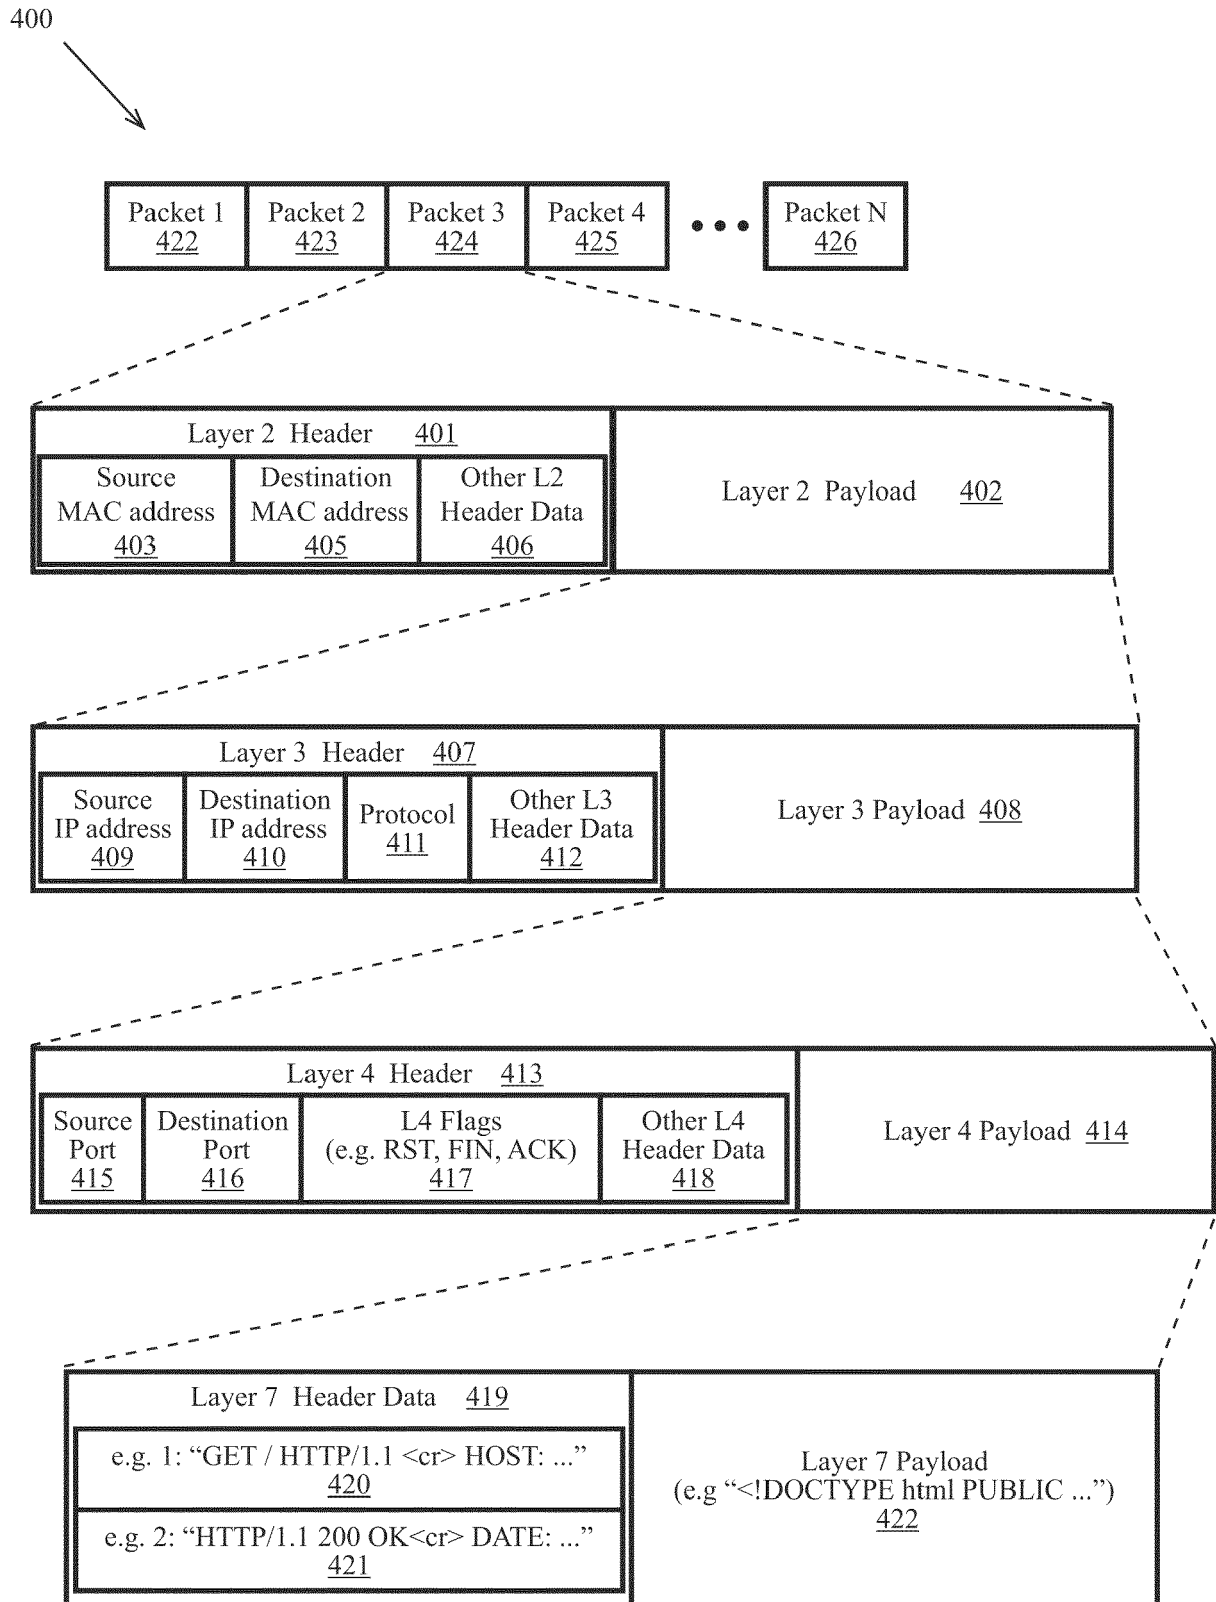 400
Packet 1
422
Packet 2
423
Packet 3
424
Packet 4
425
Packet N
426
Layer 2 Header 401
Source
MAC address
403
Destination
MAC address
405
Other L2
Header Data
406
Layer 2 Payload 402
Layer 3 Header 407
Source
IP address
409
Destination
IP address
410
Protocol
411
Other L3
Header Data
412
Layer 3 Payload 408
Layer 4 Header 413
Source
Port
415
Destination
Port
416
L4 Flags
(e.g. RST, FIN, ACK)
417
Other L4
Header Data
418
Layer 4 Payload 414
Layer 7 Header Data 419
e.g. 1: “GET / HTTP/1.1 <cr> HOST: ...”
420
e.g. 2: “HTTP/1.1 200 OK<cr> DATE: ...”
421
Layer 7 Payload
(e.g “<!DOCTYPE html PUBLIC ...”)
422